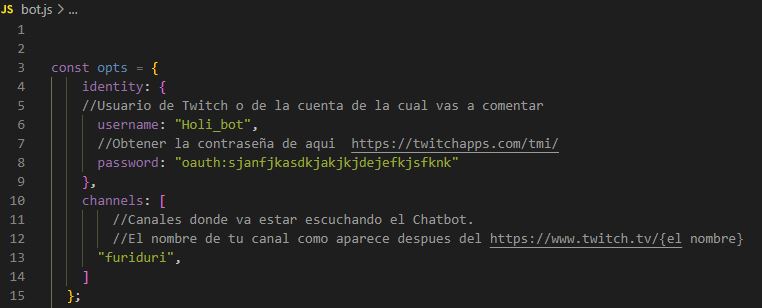 JS bot.js > ...
1
2
3 const opts = {
4 identity: {
5 //Usuario de Twitch o de la cuenta de la cual vas a comentar
6 username: "Holi_bot",
7 //Obtener la contraseña de aqui  https://twitchapps.com/tmi/
8 password: "oauth:sjanfjkasdkjakjkjdejefkjsfknk"
9 },
10 channels: [
11 //Canales donde va estar escuchando el Chatbot.
12 //El nombre de tu canal como aparece despues del https://www.twitch.tv/{el nombre}
13 "furiduri",
14 ]
15 };